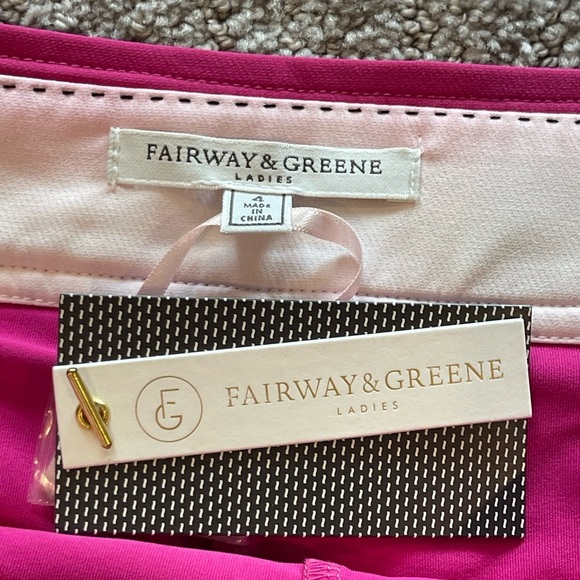 FAIRWAY & GREENE
LADIES
4
MADE
IN
CHINA
FG
FAIRWAY & GREENE
LADIES